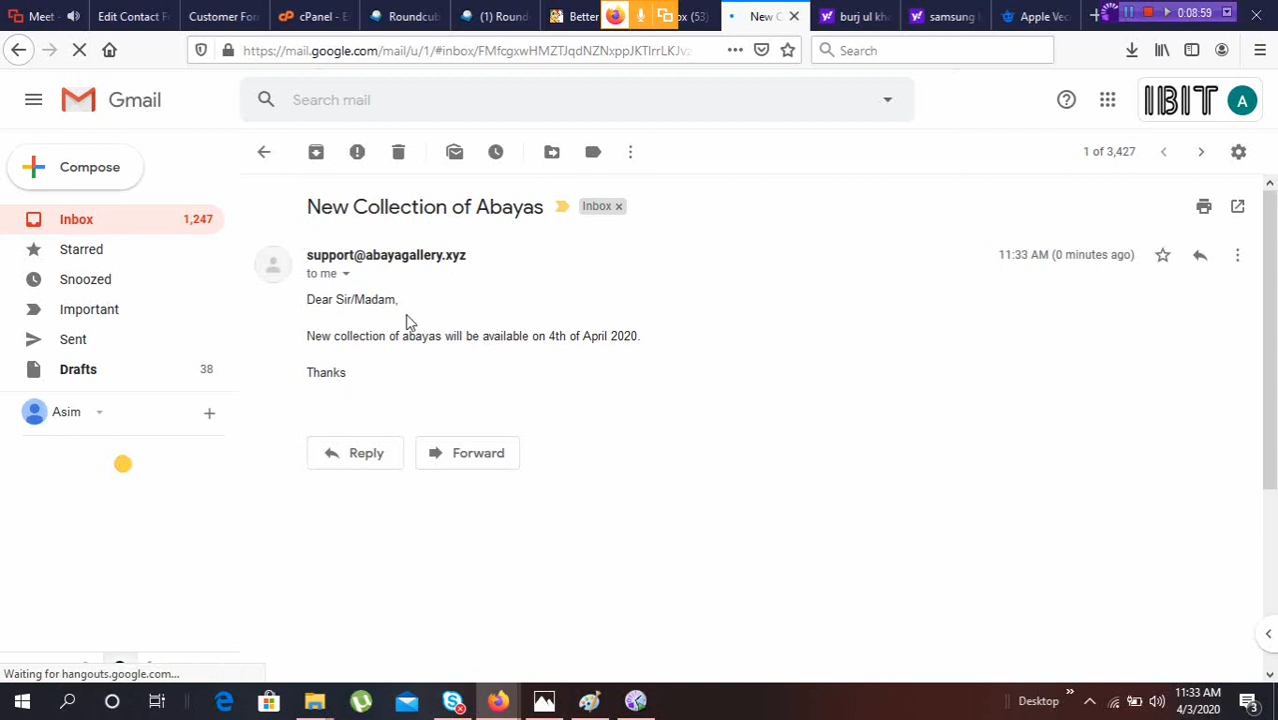 Meet -
Edit Contact F
Customer For
cPanel - E
Roundcub
(1) Round
Better
ox (53)
New C
burj ul kh
samsung
Apple Vec
08:59
https://mail.google.com/mail/u/1/#inbox/FMfcgxwHMZTJqdNZNxppJKTlrrLKJvz
Search
Gmail
Search mail
IBIT
A
Compose
1 of 3,427
Inbox 1,247
New Collection of Abayas
Inbox ×
Starred
support@abayagallery.xyz
11:33 AM (0 minutes ago)
to me
Snoozed
Dear Sir/Madam,
Important
New collection of abayas will be available on 4th of April 2020.
Sent
Drafts 38
Thanks
Asim
Reply
Forward
Waiting for hangouts.google.com...
Desktop
11:33 AM
4/3/2020
3